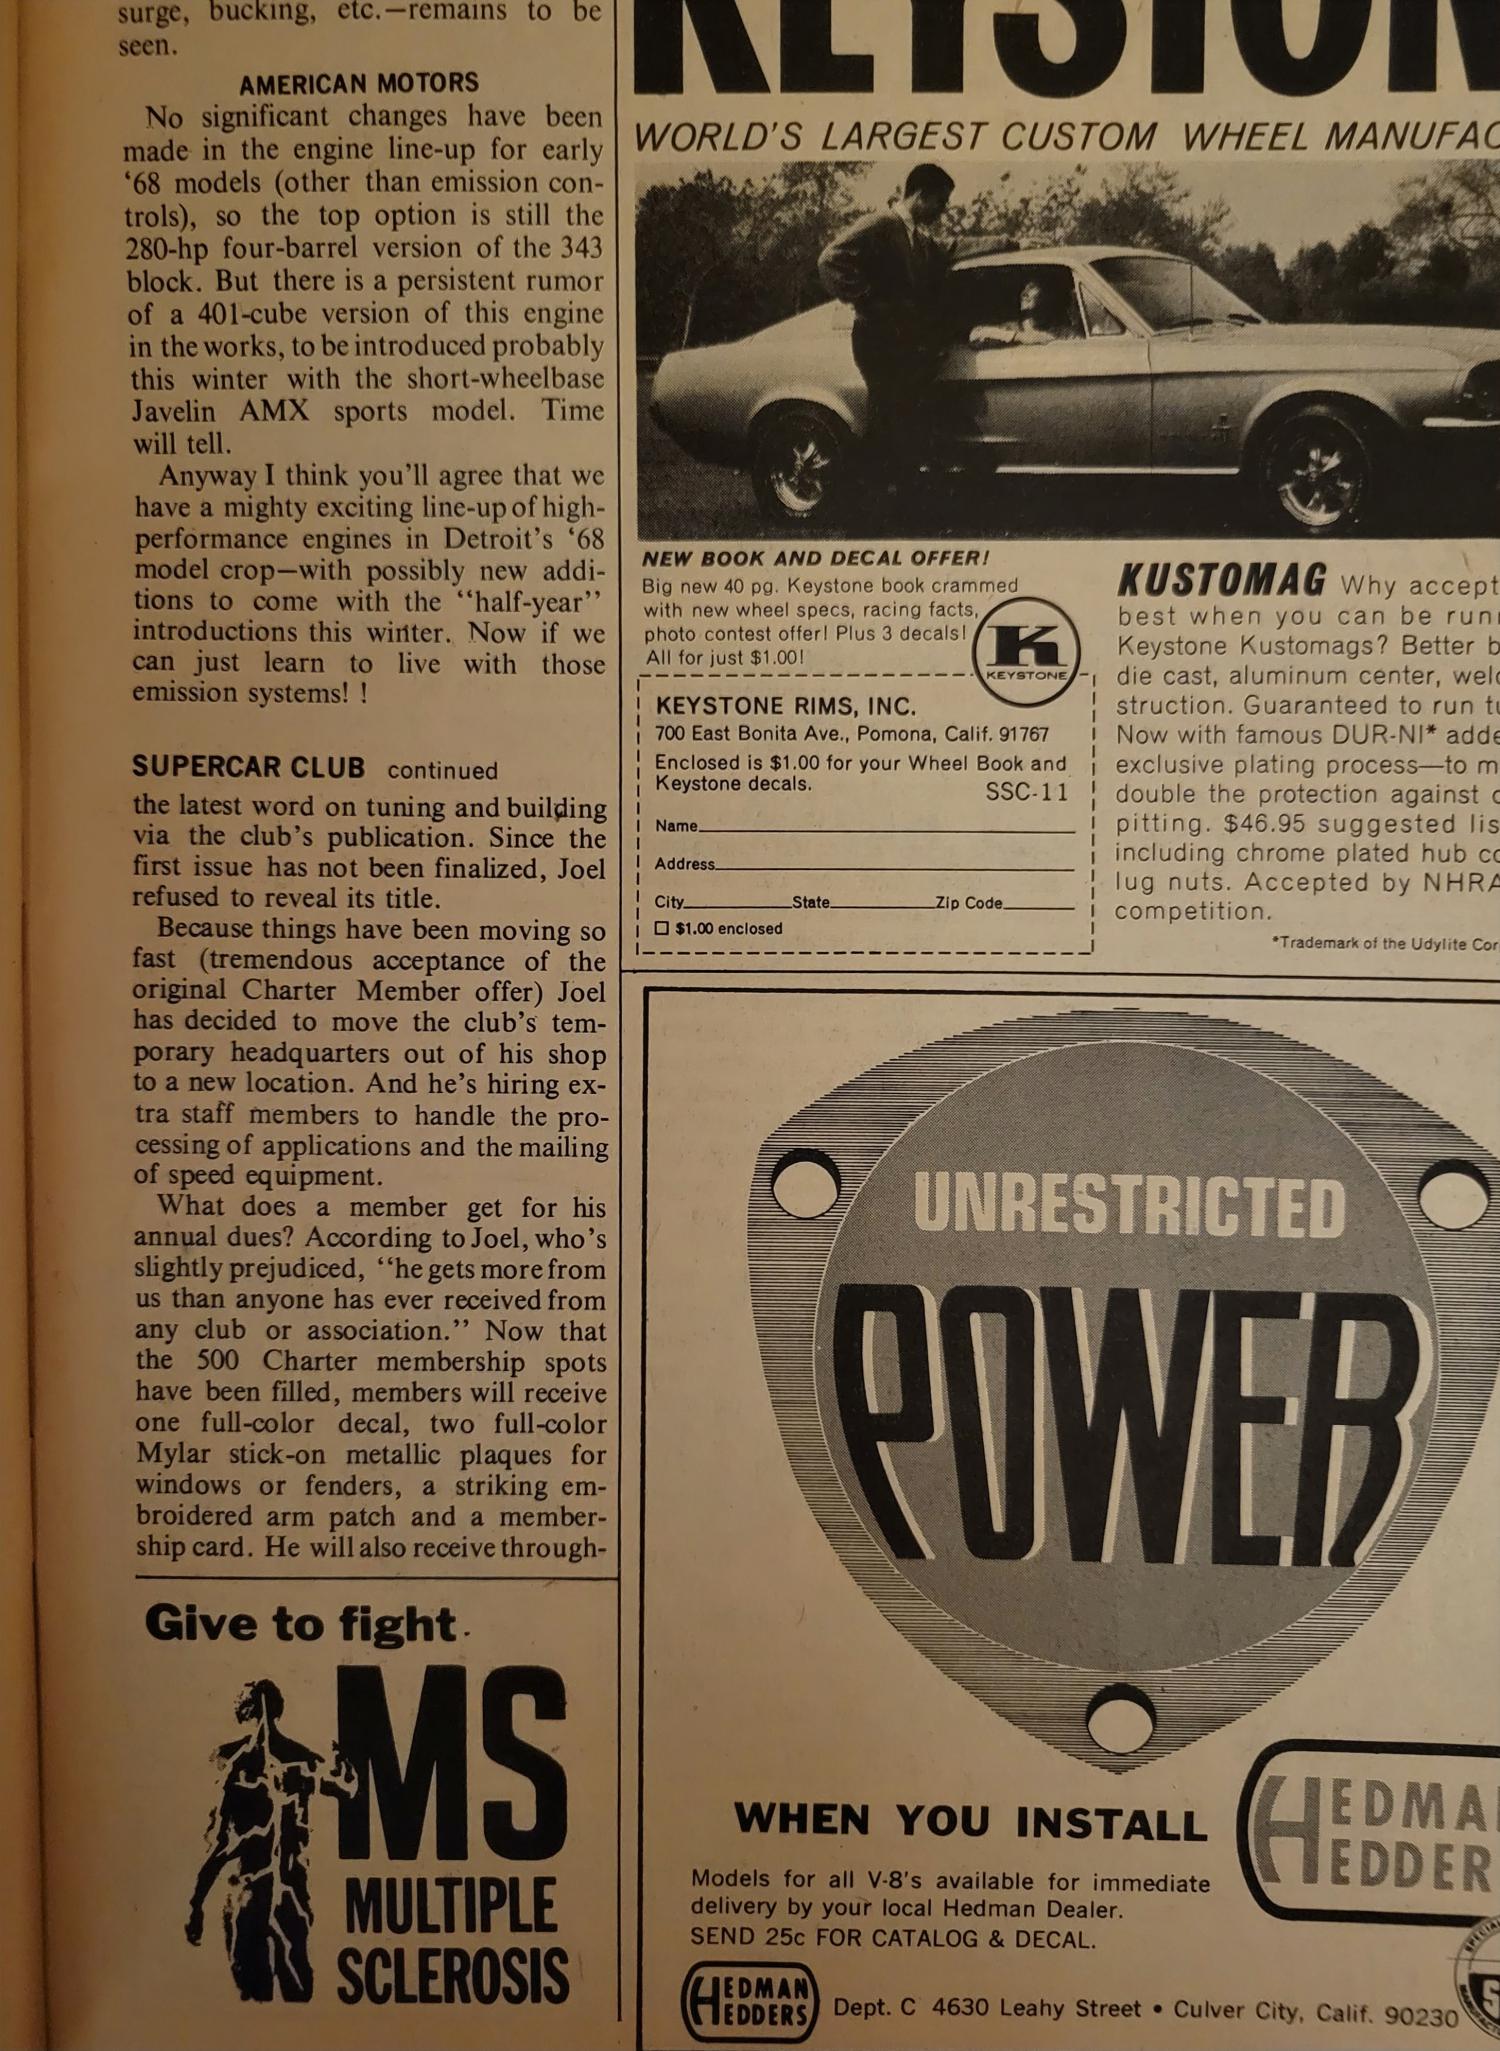 surge, bucking, etc.—remains to be
seen.
AMERICAN MOTORS
No significant changes have been
made in the engine line-up for early
‘68 models (other than emission con-
trols), so the top option is still the
280-hp four-barrel version of the 343
block. But there is a persistent rumor
of a 401-cube version of this engine
in the works, to be introduced probably
this winter with the short-wheelbase
Javelin AMX sports model. Time
will tell.
Anyway I think you’ll agree that we
have a mighty exciting line-up of high-
performance engines in Detroit’s ‘68
model crop—with possibly new addi-
tions to come with the “half-year”
introductions this winter. Now if we
can just learn to live with those
emission systems! !
SUPERCAR CLUB continued
the latest word on tuning and building
via the club’s publication. Since the
first issue has not been finalized, Joel
refused to reveal its title.
Because things have been moving so
fast (tremendous acceptance of the
original Charter Member offer) Joel
has decided to move the club’s tem-
porary headquarters out of his shop
to a new location. And he’s hiring ex-
tra staff members to handle the pro-
cessing of applications and the mailing
of speed equipment.
What does a member get for his
annual dues? According to Joel, who’s
slightly prejudiced, “he gets more from
us than anyone has ever received from
any club or association.” Now that
the 500 Charter membership spots
have been filled, members will receive
one full-color decal, two full-color
Mylar stick-on metallic plaques for
windows or fenders, a striking em-
broidered arm patch and a member-
ship card. He will also receive through-
Give to fight
MS
MULTIPLE
SCLEROSIS
KEYSTON
WORLD'S LARGEST CUSTOM WHEEL MANUFAC
NEW BOOK AND DECAL OFFER!
Big new 40 pg. Keystone book crammed
with new wheel specs, racing facts,
photo contest offer! Plus 3 decals!
All for just $1.00!
K
KEYSTONE
KEYSTONE RIMS, INC.
700 East Bonita Ave., Pomona, Calif. 91767
Enclosed is $1.00 for your Wheel Book and
Keystone decals. SSC-11
Name
Address
City State Zip Code
$1.00 enclosed
KUSTOMAG Why accept
best when you can be run
Keystone Kustomags? Better b
die cast, aluminum center, wel
struction. Guaranteed to run t
Now with famous DUR-NI* adde
exclusive plating process—to m
double the protection against
pitting. $46.95 suggested lis
including chrome plated hub c
lug nuts. Accepted by NHRA
competition.
*Trademark of the Udylite Cor
UNRESTRICTED
POWER
WHEN YOU INSTALL
HEDMA
HEDDER
Models for all V-8's available for immediate
delivery by your local Hedman Dealer.
SEND 25c FOR CATALOG & DECAL.
HEDMAN
HEDDERS
Dept. C 4630 Leahy Street • Culver City, Calif. 90230